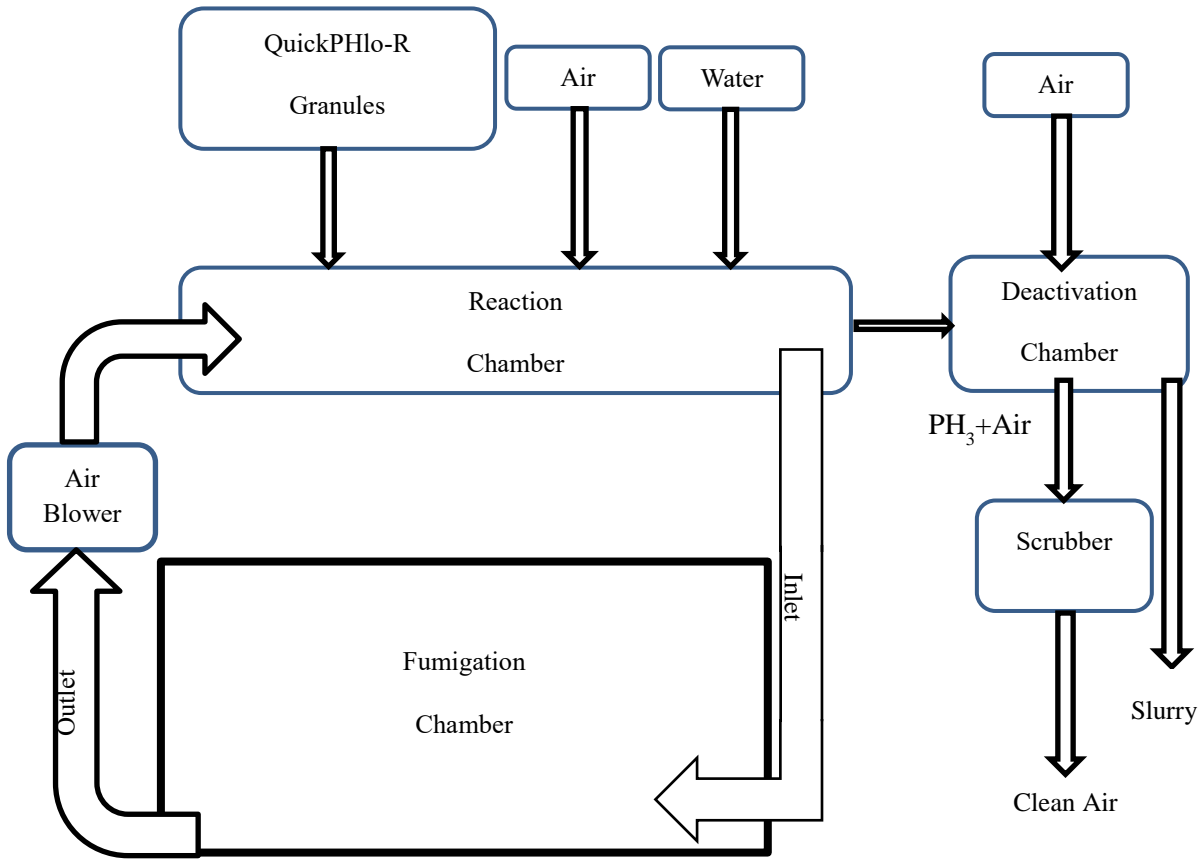 QuickPHlo-R
Granules
Air
Water
Air
Reaction
Chamber
Deactivation
Chamber
PH3+Air
Air
Blower
Scrubber
Inlet
Fumigation
Chamber
Outlet
Slurry
Clean Air